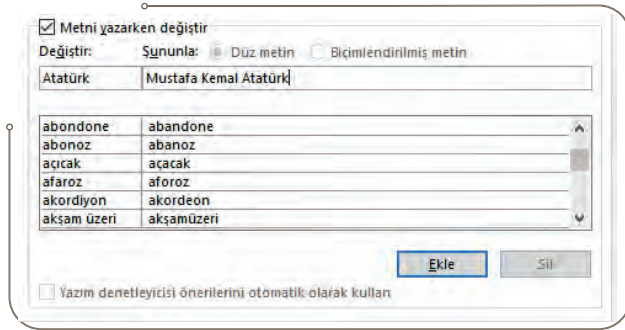 Metni yazarken değiştir
Değiştir: Şununla: Düz metin Biçimlendirilmiş metin
Atatürk Mustafa Kemal Atatürk
abondone abandone
abonoz abanoz
açıcak açacak
afaroz aforoz
akordiyon akordeon
akşam üzeri akşamüzeri
Ekle Sil
Yazım denetleyicisi önerilerini otomatik olarak kullan